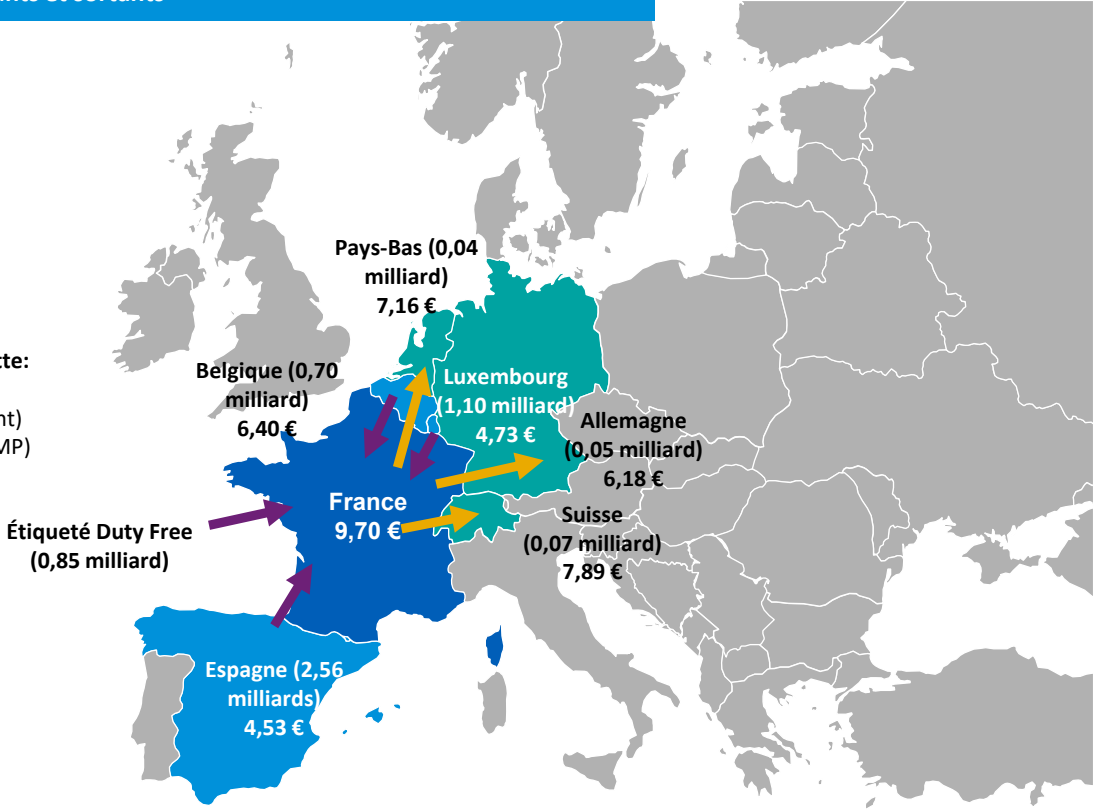 Pays-Bas (0,04
milliard)
7,16 €
Belgique (0,70
milliard)
6,40 €
Luxembourg
(1,10 milliard)
4,73 €
Allemagne
(0,05 milliard)
6,18 €
France
9,70 €
Suisse
(0,07 milliard)
7,89 €
Étiqueté Duty Free
(0,85 milliard)
Espagne (2,56
milliards)
4,53 €
et sortants